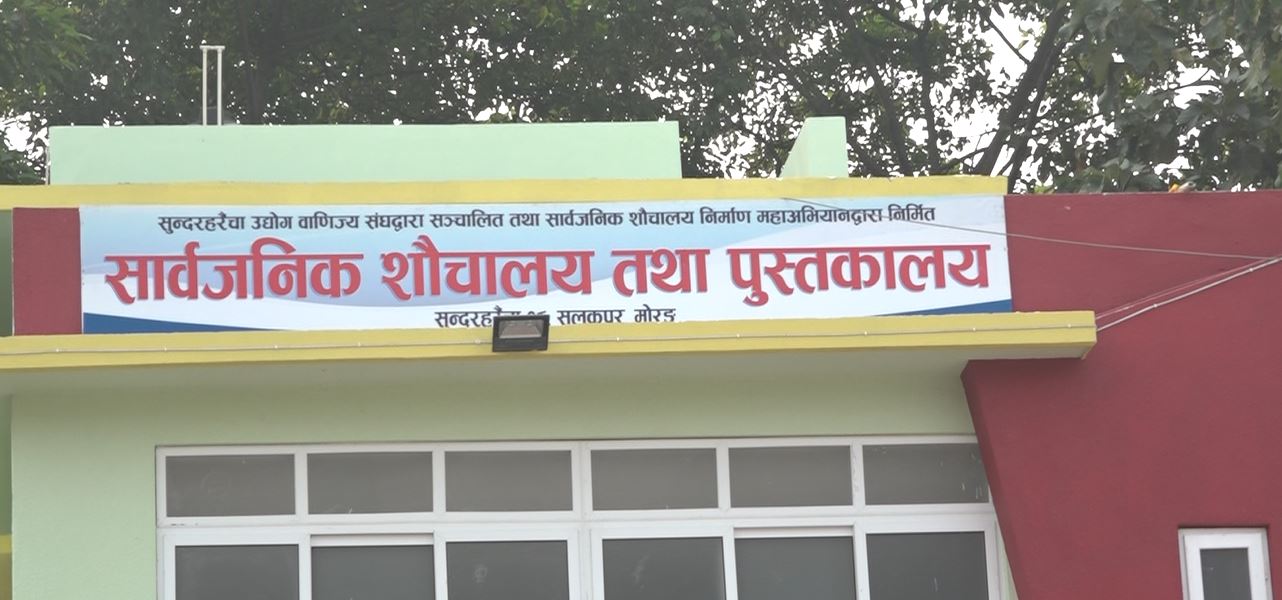 सुन्दरहरैंचा उद्योग वाणिज्य संघद्वारा सञ्चालित तथा सार्वजनिक शौचालय निर्माण महाअभियानद्वारा निर्मित
सार्वजनिक शौचालय तथा पुस्तकालय
सलकपुर मोरङ